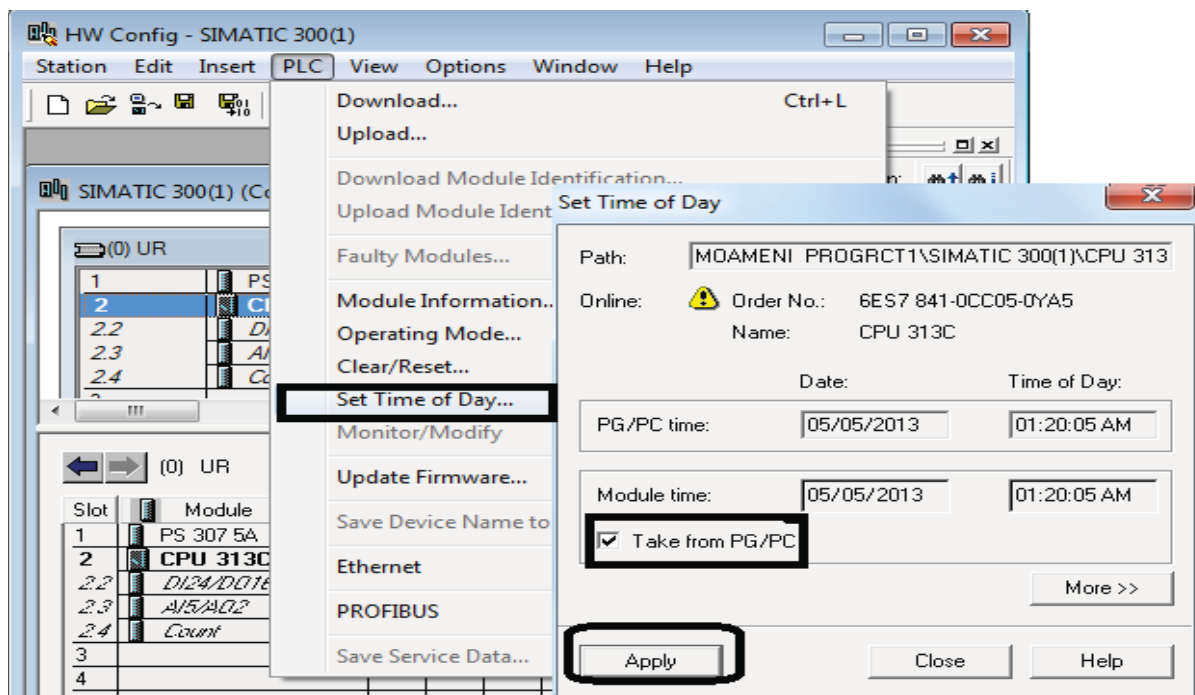 HW Config - SIMATIC 300(1)
Station Edit Insert PLC View Options Window Help
Download... Ctrl+L
Upload...
Download Module Identification...
Upload Module Ident
Faulty Modules...
Module Information..
Operating Mode...
Clear/Reset...
Set Time of Day...
Monitor/Modify
Update Firmware...
Save Device Name to
Ethernet
PROFIBUS
Save Service Data...
SIMATIC 300(1) (Co
(0) UR
1 PS
2 C
2.2 D
2.3 AI
2.4 Co
(0) UR
Slot Module
1 PS 307 5A
2 CPU 313C
2.2 DI24/DO16
2.3 AI5/AO2
2.4 Count
3
4
Set Time of Day
Path: MOAMENI PROGRCT1\SIMATIC 300(1)\CPU 313
Online: Order No.: 6ES7 841-0CC05-0YA5
Name: CPU 313C
Date: Time of Day:
PG/PC time: 05/05/2013 01:20:05 AM
Module time: 05/05/2013 01:20:05 AM
Take from PG/PC
More >>
Apply Close Help